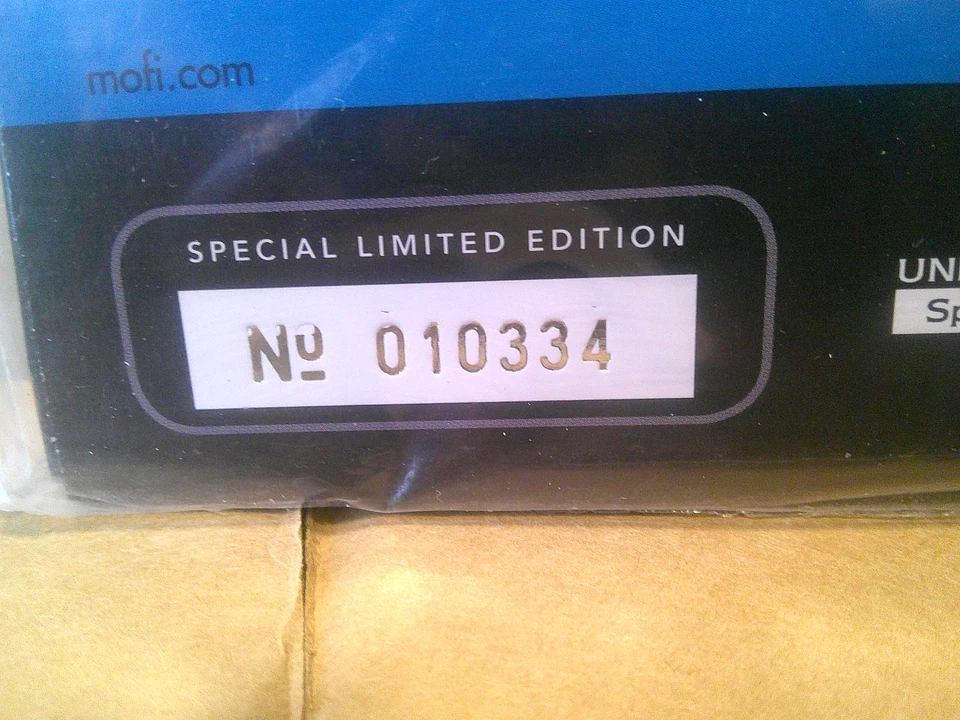 mofi.com
SPECIAL LIMITED EDITION
Nº 010334